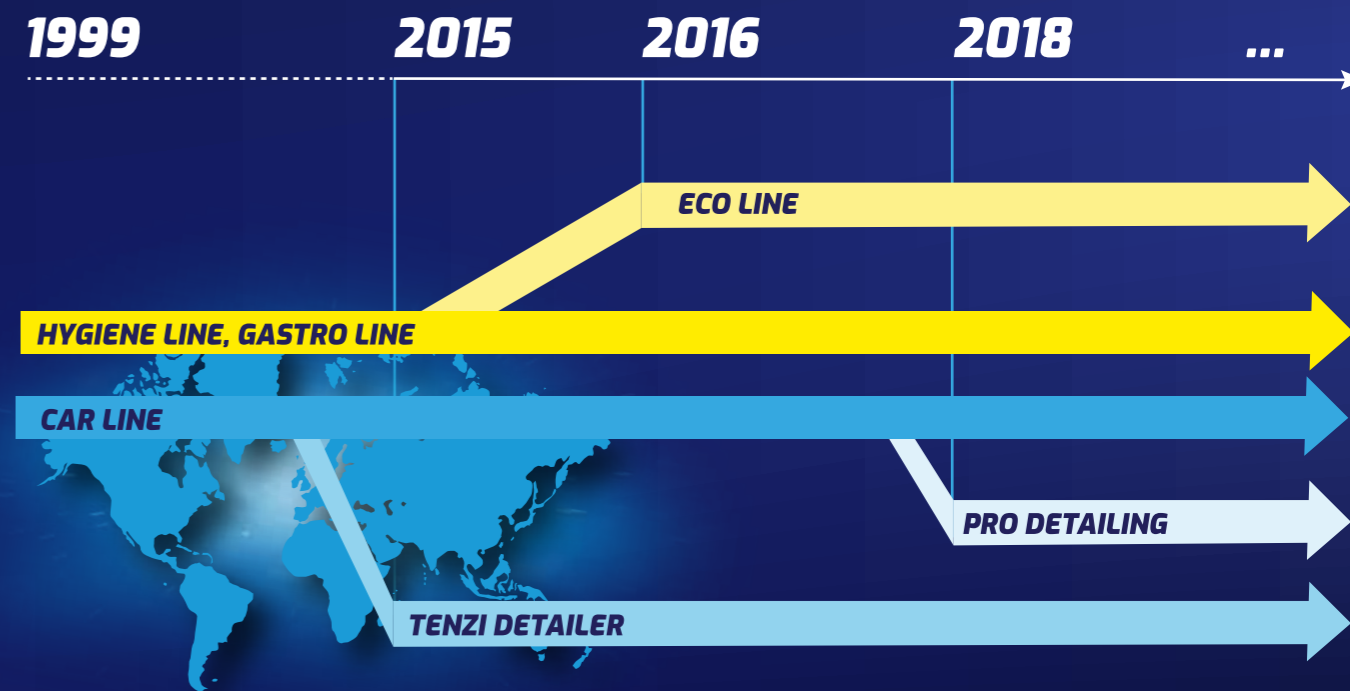 1999 2015 2016 2018 ...
ECO LINE
HYGIENE LINE, GASTRO LINE
CAR LINE
PRO DETAILING
TENZI DETAILER